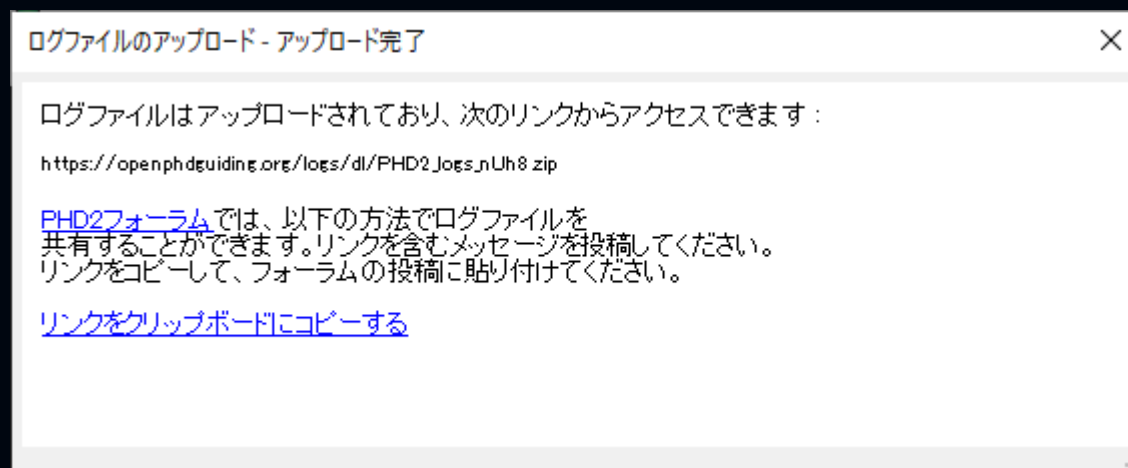 ログファイルのアップロード - アップロード完了
ログファイルはアップロードされており、次のリンクからアクセスできます：
https://openphdguiding.org/logs/dl/PHD2_logs_nUh8.zip
PHD2フォーラムでは、以下の方法でログファイルを
共有することができます。リンクを含むメッセージを投稿してください。
リンクをコピーして、フォーラムの投稿に貼り付けてください。
リンクをクリップボードにコピーする